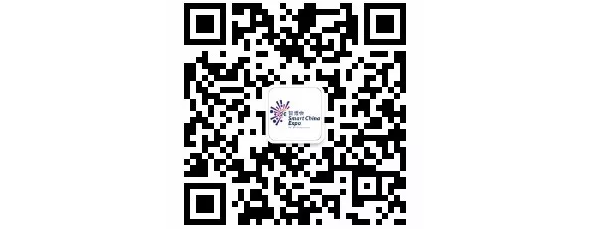 智博会
Smart China
Expo